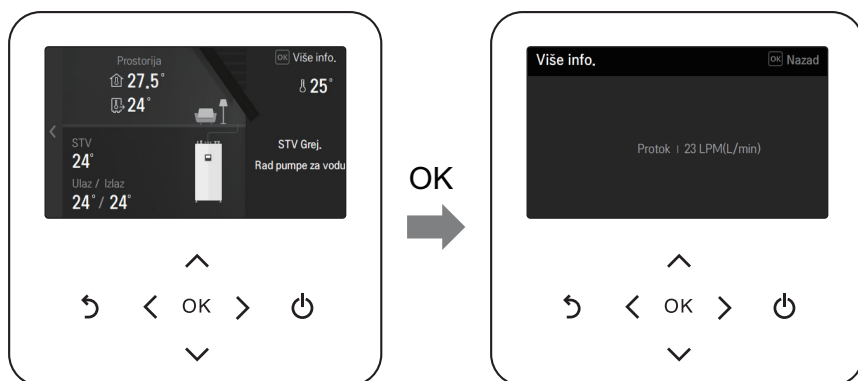 Prostorija
27.5°
24°
OK Više info.
25°
STV
24°
Ulaz / Izlaz
24° / 24°
STV Grej.
Rad pumpe za vodu
OK
OK
Više info.
OK Nazad
Protok | 23 LPM(L/min)
OK